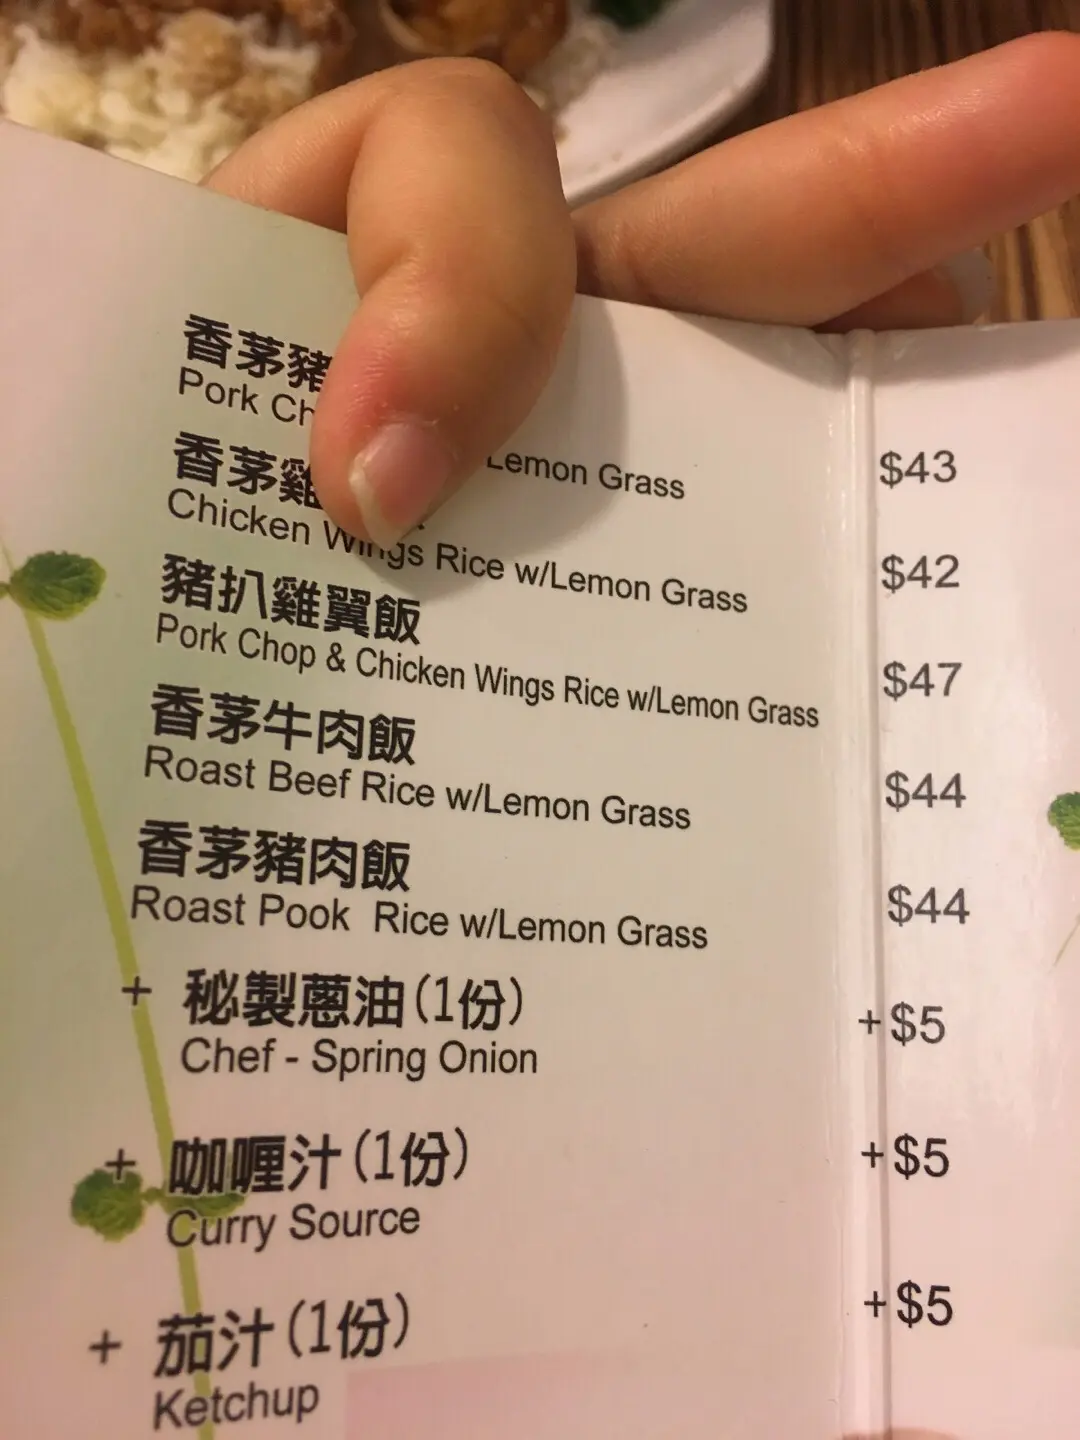 香茅豬
Pork Lemon Grass $43
香茅雞
Chicken Wings Rice w/Lemon Grass $42
豬扒雞翼飯
Pork Chop & Chicken Wings Rice w/Lemon Grass $47
香茅牛肉飯
Roast Beef Rice w/Lemon Grass $44
香茅豬肉飯
Roast Pook Rice w/Lemon Grass $44
+ 秘製蔥油(1份) +$5
Chef - Spring Onion
+ 咖喱汁(1份) +$5
Curry Source
+ 茄汁(1份) +$5
Ketchup